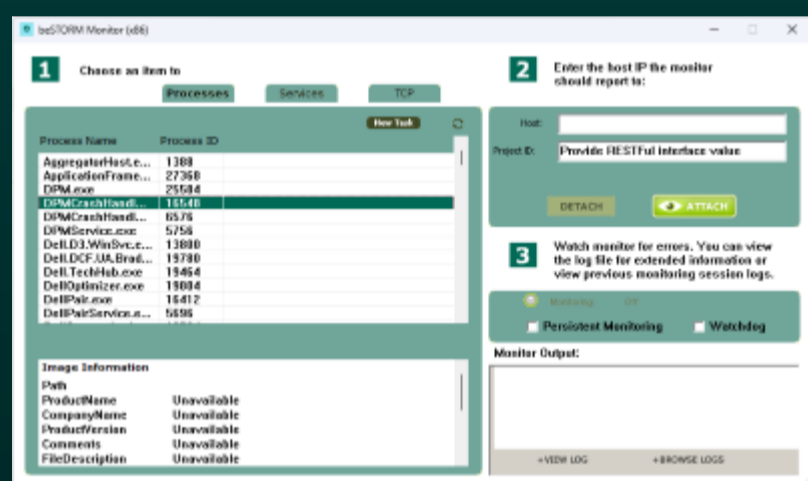 beSTORM Monitor (x86)
1 Choose an item to
Processes Services TCP
New Task
Process Name Process ID
AggregatorHost.e... 1388
ApplicationFrame... 27368
DPM.exe 25584
DPMCrashHandl... 16548
DPMCrashHandl... 6576
DPMService.exe 5756
Dell.D3.WinSvc.e... 13800
Dell.DCF.UA.Brad... 19780
Dell.TechHub.exe 19464
DellOptimizer.exe 19804
DellPair.exe 16412
DellPairService.e... 5696
Image Information
Path
ProductName Unavailable
CompanyName Unavailable
ProductVersion Unavailable
Comments Unavailable
FileDescription Unavailable
2 Enter the host IP the monitor
should report to:
Host:
Project ID: Provide RESTFul interface value
DETACH ATTACH
3 Watch monitor for errors. You can view
the log file for extended information or
view previous monitoring session logs.
Monitoring Off
Persistent Monitoring Watchdog
Monitor Output:
+VIEW LOG +BROWSE LOGS